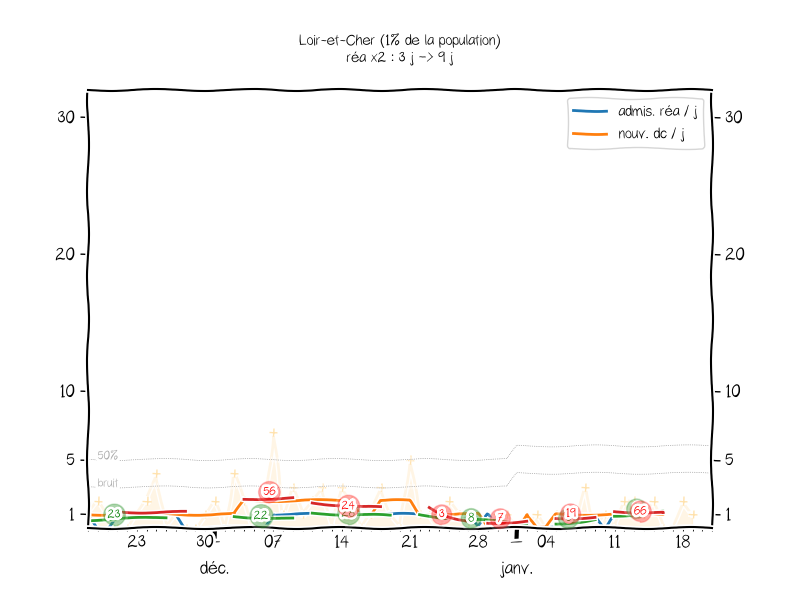 Loir-et-Cher (1% de la population)
réa x2 : 3 j -> 9 j
admis. réa / j
nouv. dc / j
30 30
20 20
10 10
50%
5 5
bruit
56
24
23 22 3 8 7 19 66
1 1
23 30 07 14 21 28 04 11 18
déc. janv.